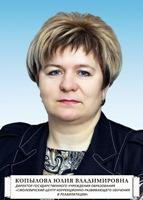 КОПЫЛОВА ЮЛИЯ ВЛАДИМИРОВНА
ДИРЕКТОР ГОСУДАРСТВЕННОГО УЧРЕЖДЕНИЯ ОБРАЗОВАНИЯ
«СМОЛЕВИЧСКИЙ ЦЕНТР КОРРЕКЦИОННО-РАЗВИВАЮЩЕГО ОБУЧЕНИЯ
И РЕАБИЛИТАЦИИ»